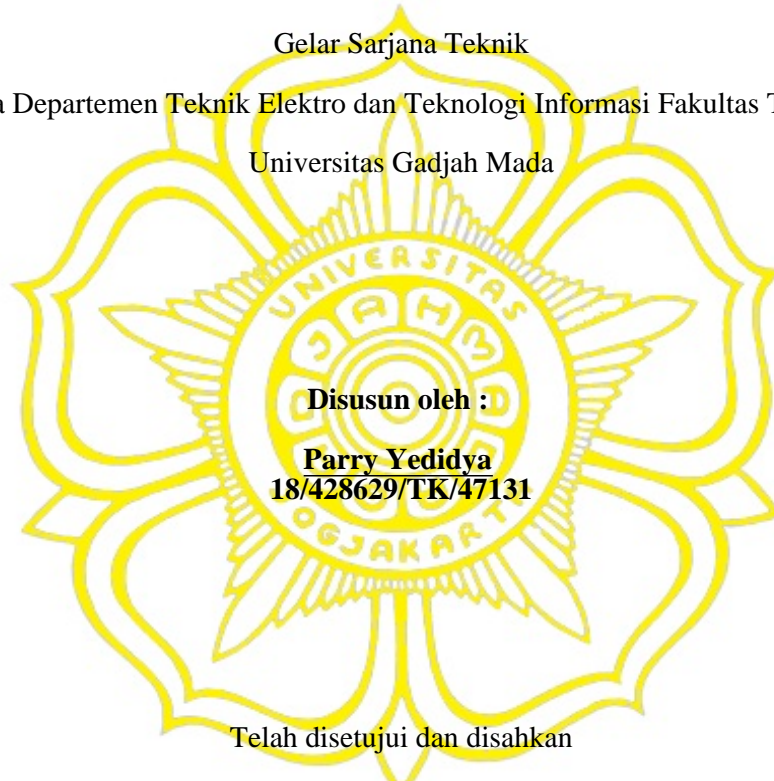 Gelar Sarjana Teknik
a Departemen Teknik Elektro dan Teknologi Informasi Fakultas T
Universitas Gadjah Mada
UNIVERSITAS
Disusun oleh :
Parry Yedidya
18/428629/TK/47131
OGJAKART
Telah disetujui dan disahkan